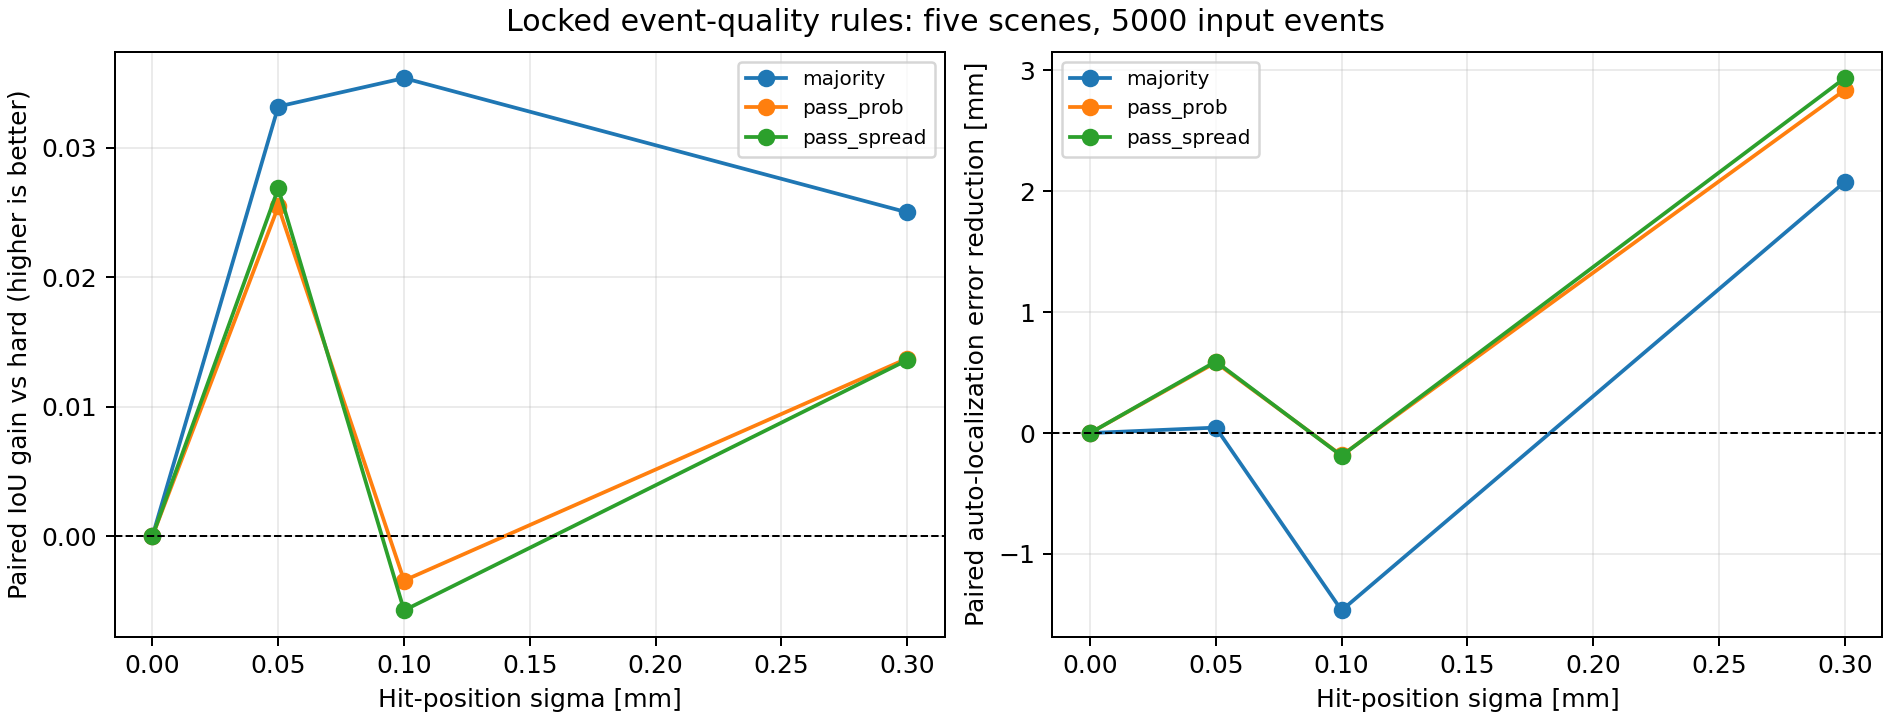 Locked event-quality rules: five scenes, 5000 input events
Paired IoU gain vs hard (higher is better)
0.03
0.02
0.01
0.00
majority
pass_prob
pass_spread
0.00 0.05 0.10 0.15 0.20 0.25 0.30
Hit-position sigma [mm]
Paired auto-localization error reduction [mm]
3
2
1
0
−1
majority
pass_prob
pass_spread
0.00 0.05 0.10 0.15 0.20 0.25 0.30
Hit-position sigma [mm]